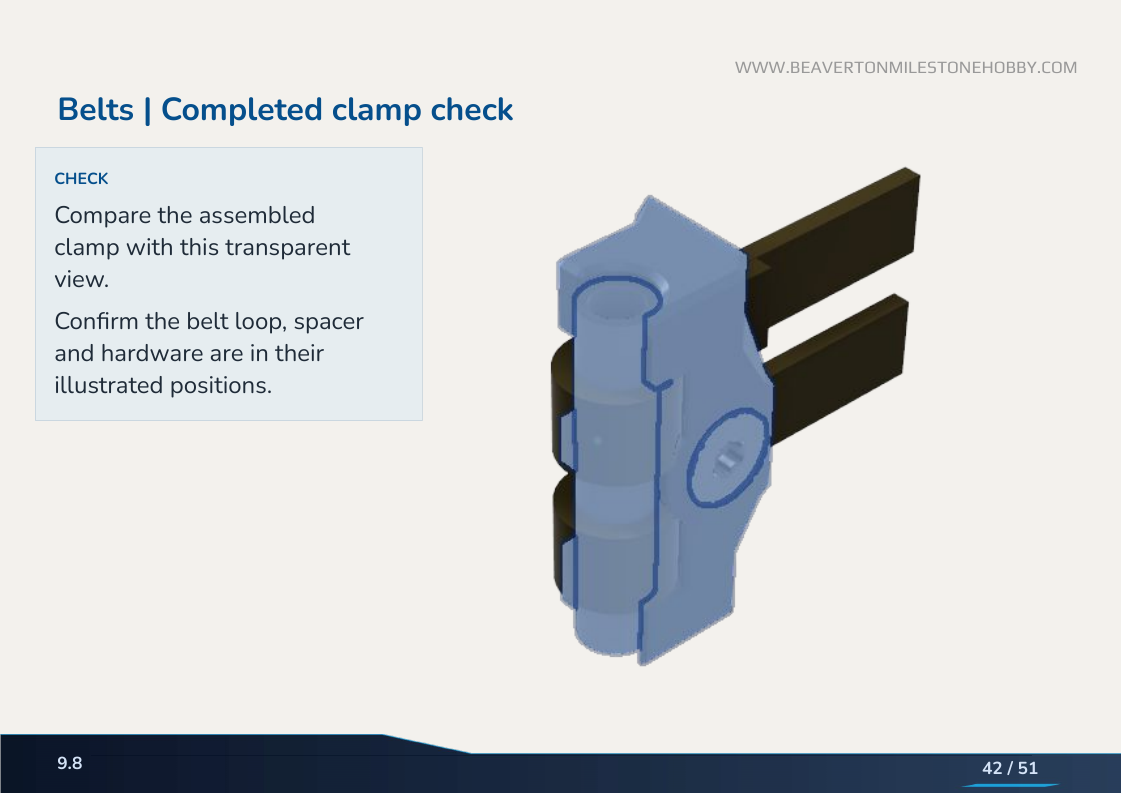 WWW.BEAVERTONMILESTONEHOBBY.COM
Belts | Completed clamp check
CHECK
Compare the assembled
clamp with this transparent
view.
Confirm the belt loop, spacer
and hardware are in their
illustrated positions.
9.8
42 / 51